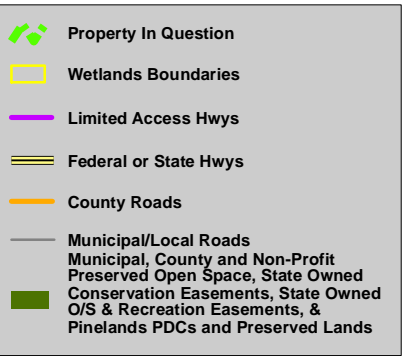 Property In Question
Wetlands Boundaries
Limited Access Hwys
Federal or State Hwys
County Roads
Municipal/Local Roads
Municipal, County and Non-Profit
Preserved Open Space, State Owned
Conservation Easements, State Owned
O/S & Recreation Easements, &
Pinelands PDCs and Preserved Lands